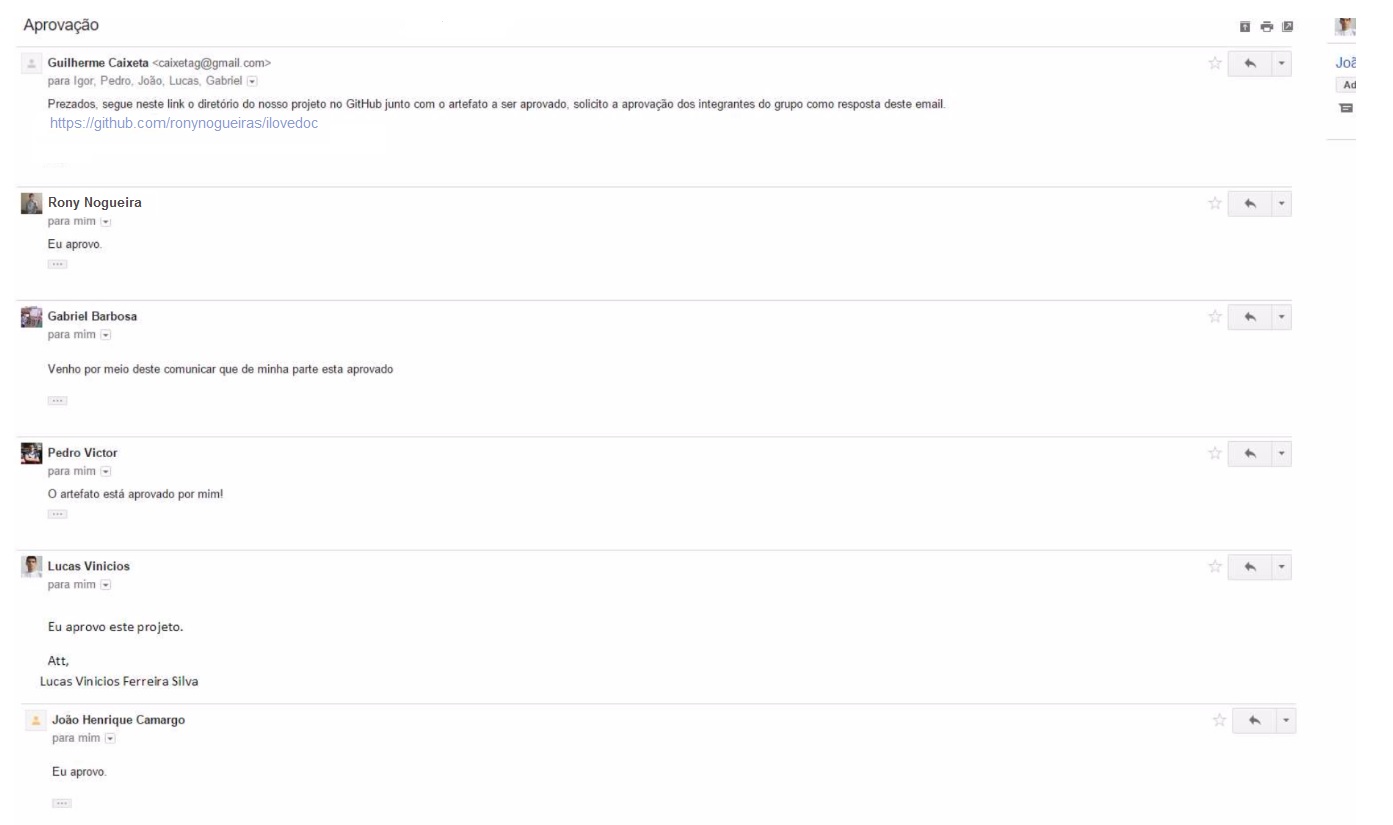 Aprovação
Guilherme Caixeta <caixetag@gmail.com>
para Igor, Pedro, João, Lucas, Gabriel
Prezados, segue neste link o diretório do nosso projeto no GitHub junto com o artefato a ser aprovado, solicito a aprovação dos integrantes do grupo como resposta deste email.
https://github.com/ronynogueiras/ilovedoc
Rony Nogueira
para mim
Eu aprovo.
Gabriel Barbosa
para mim
Venho por meio deste comunicar que de minha parte esta aprovado
Pedro Victor
para mim
O artefato está aprovado por mim!
Lucas Vinicios
para mim
Eu aprovo este projeto.
Att,
Lucas Vinicios Ferreira Silva
João Henrique Camargo
para mim
Eu aprovo.
Joã
Ad